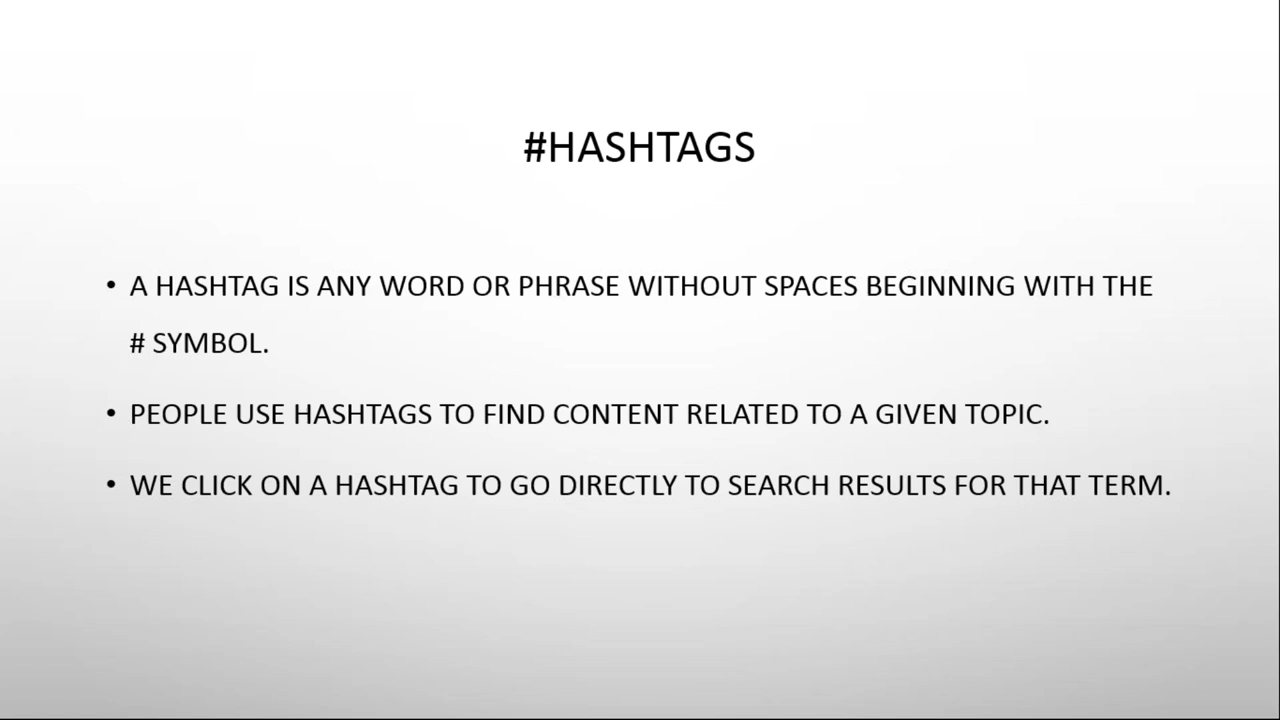 #HASHTAGS
• A HASHTAG IS ANY WORD OR PHRASE WITHOUT SPACES BEGINNING WITH THE
# SYMBOL.
• PEOPLE USE HASHTAGS TO FIND CONTENT RELATED TO A GIVEN TOPIC.
• WE CLICK ON A HASHTAG TO GO DIRECTLY TO SEARCH RESULTS FOR THAT TERM.